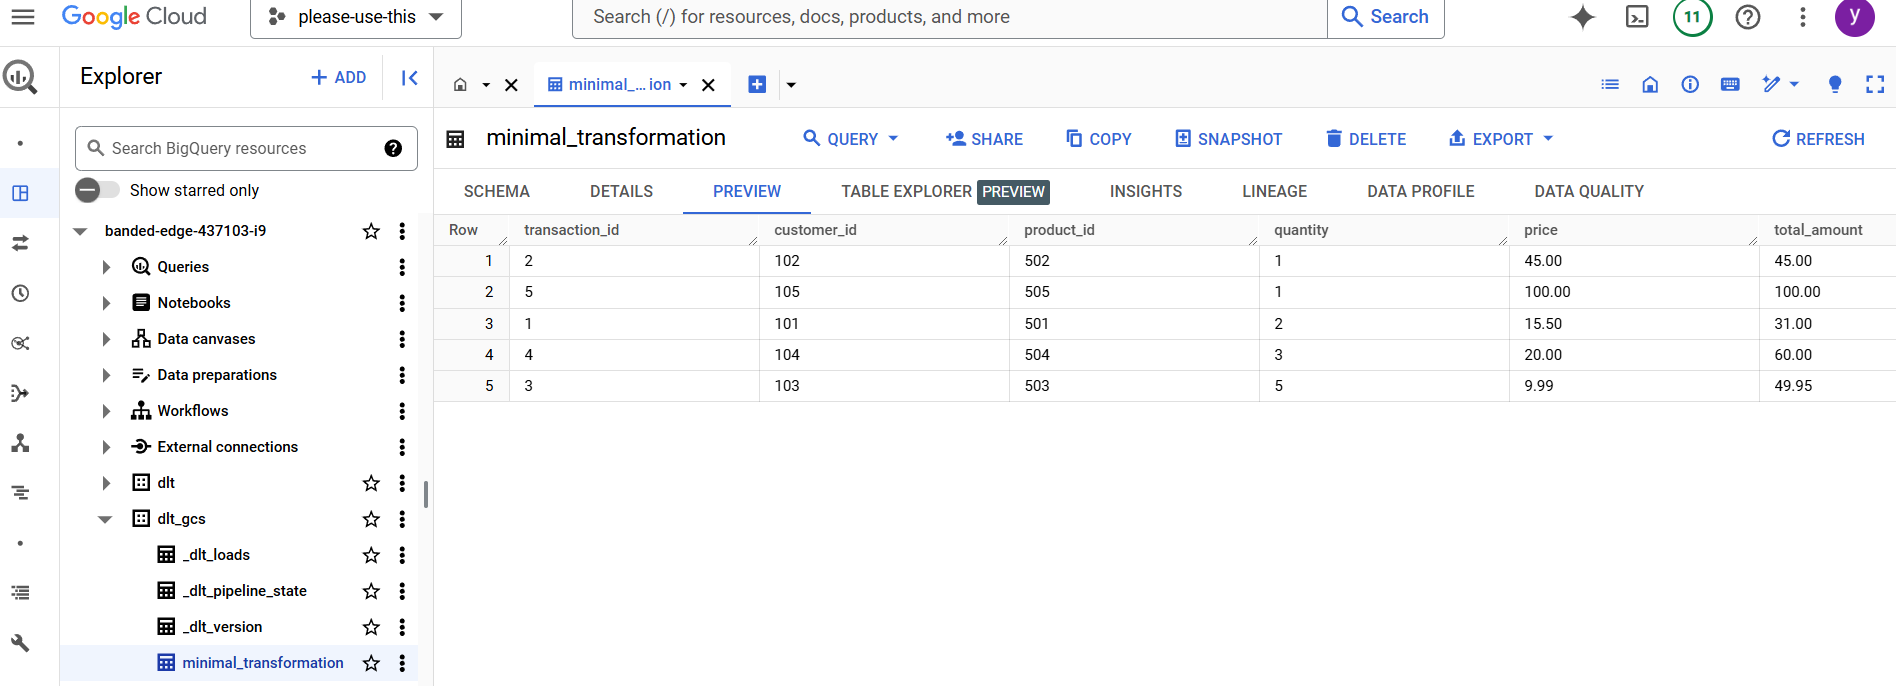 Google Cloud
please-use-this
Search (/) for resources, docs, products, and more
Search
11
y
Explorer
+ ADD
minimal_... ion
Search BigQuery resources
Show starred only
banded-edge-437103-i9
Queries
Notebooks
Data canvases
Data preparations
Workflows
External connections
dlt
dlt_gcs
_dlt_loads
_dlt_pipeline_state
_dlt_version
minimal_transformation
minimal_transformation
QUERY SHARE COPY SNAPSHOT DELETE EXPORT REFRESH
SCHEMA DETAILS PREVIEW TABLE EXPLORER PREVIEW INSIGHTS LINEAGE DATA PROFILE DATA QUALITY
Row transaction_id customer_id product_id quantity price total_amount
1 2 102 502 1 45.00 45.00
2 5 105 505 1 100.00 100.00
3 1 101 501 2 15.50 31.00
4 4 104 504 3 20.00 60.00
5 3 103 503 5 9.99 49.95